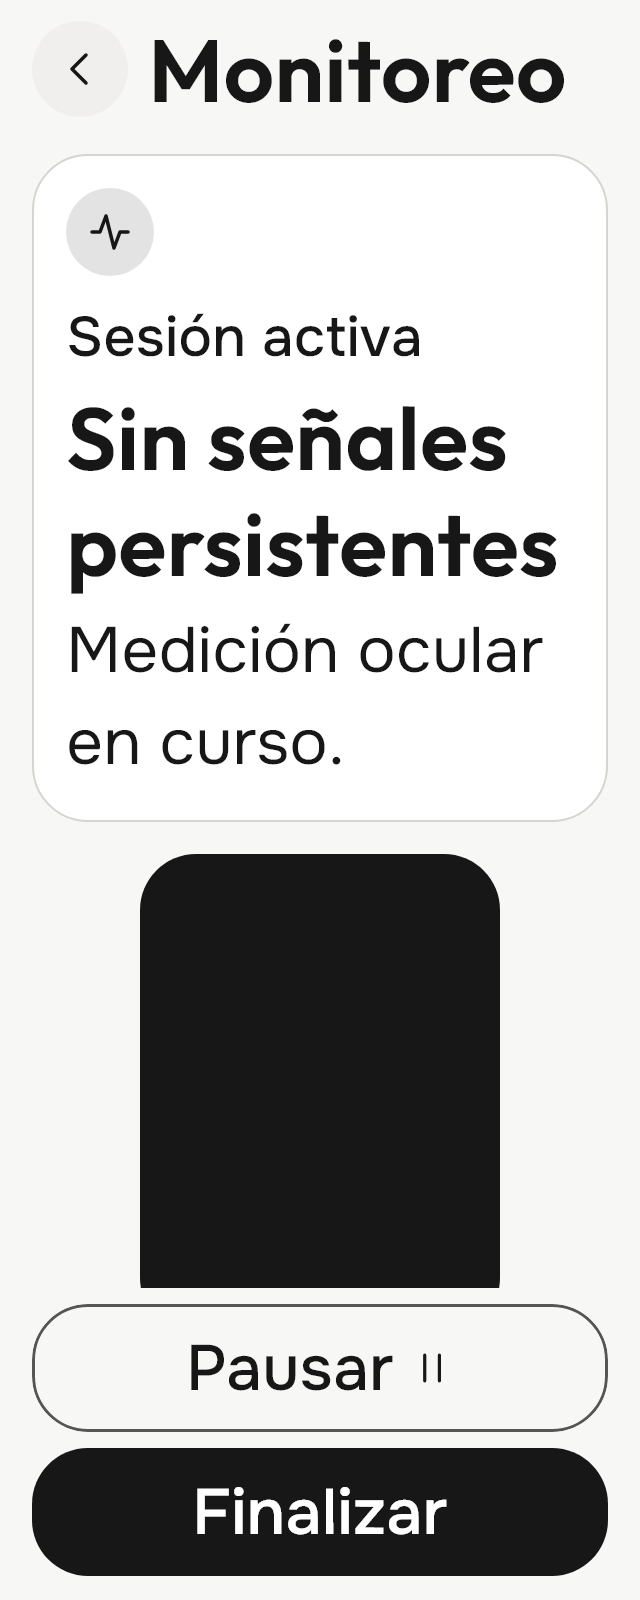 Monitoreo
Sesión activa
Sin señales
persistentes
Medición ocular
en curso.
Pausar
Finalizar